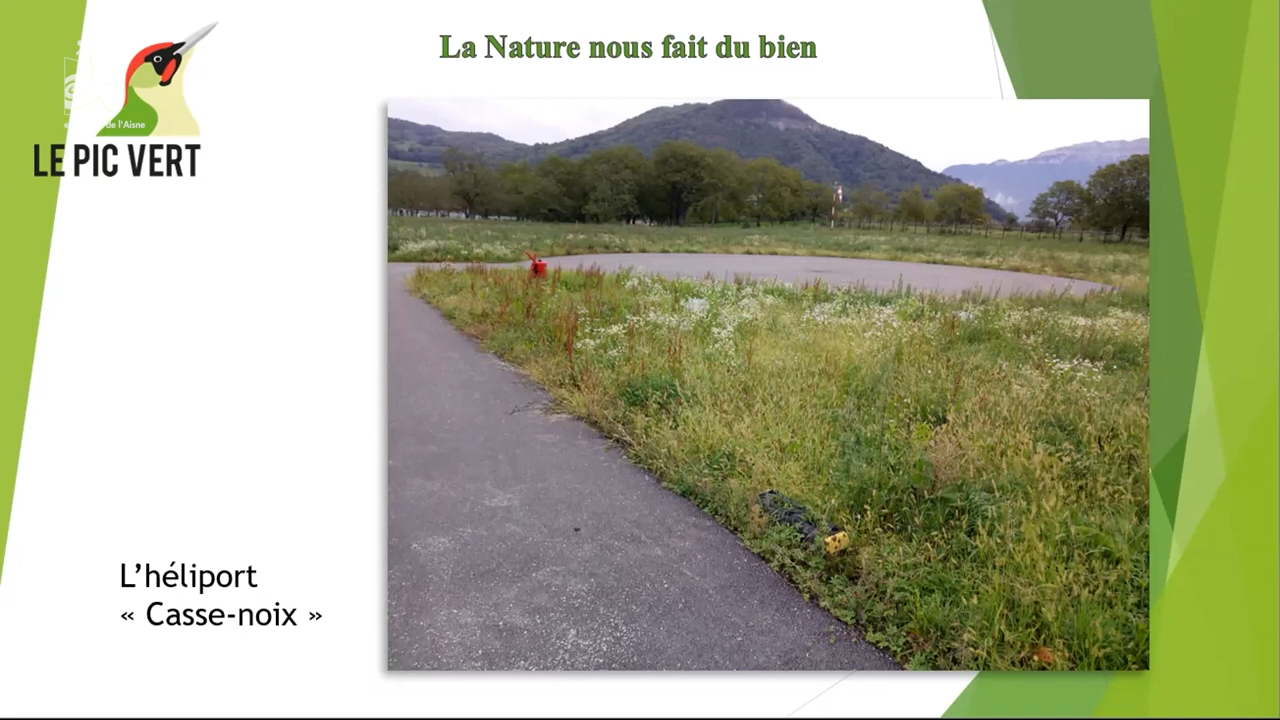 La Nature nous fait du bien
de l'Aisne
LE PIC VERT
L'héliport
« Casse-noix »